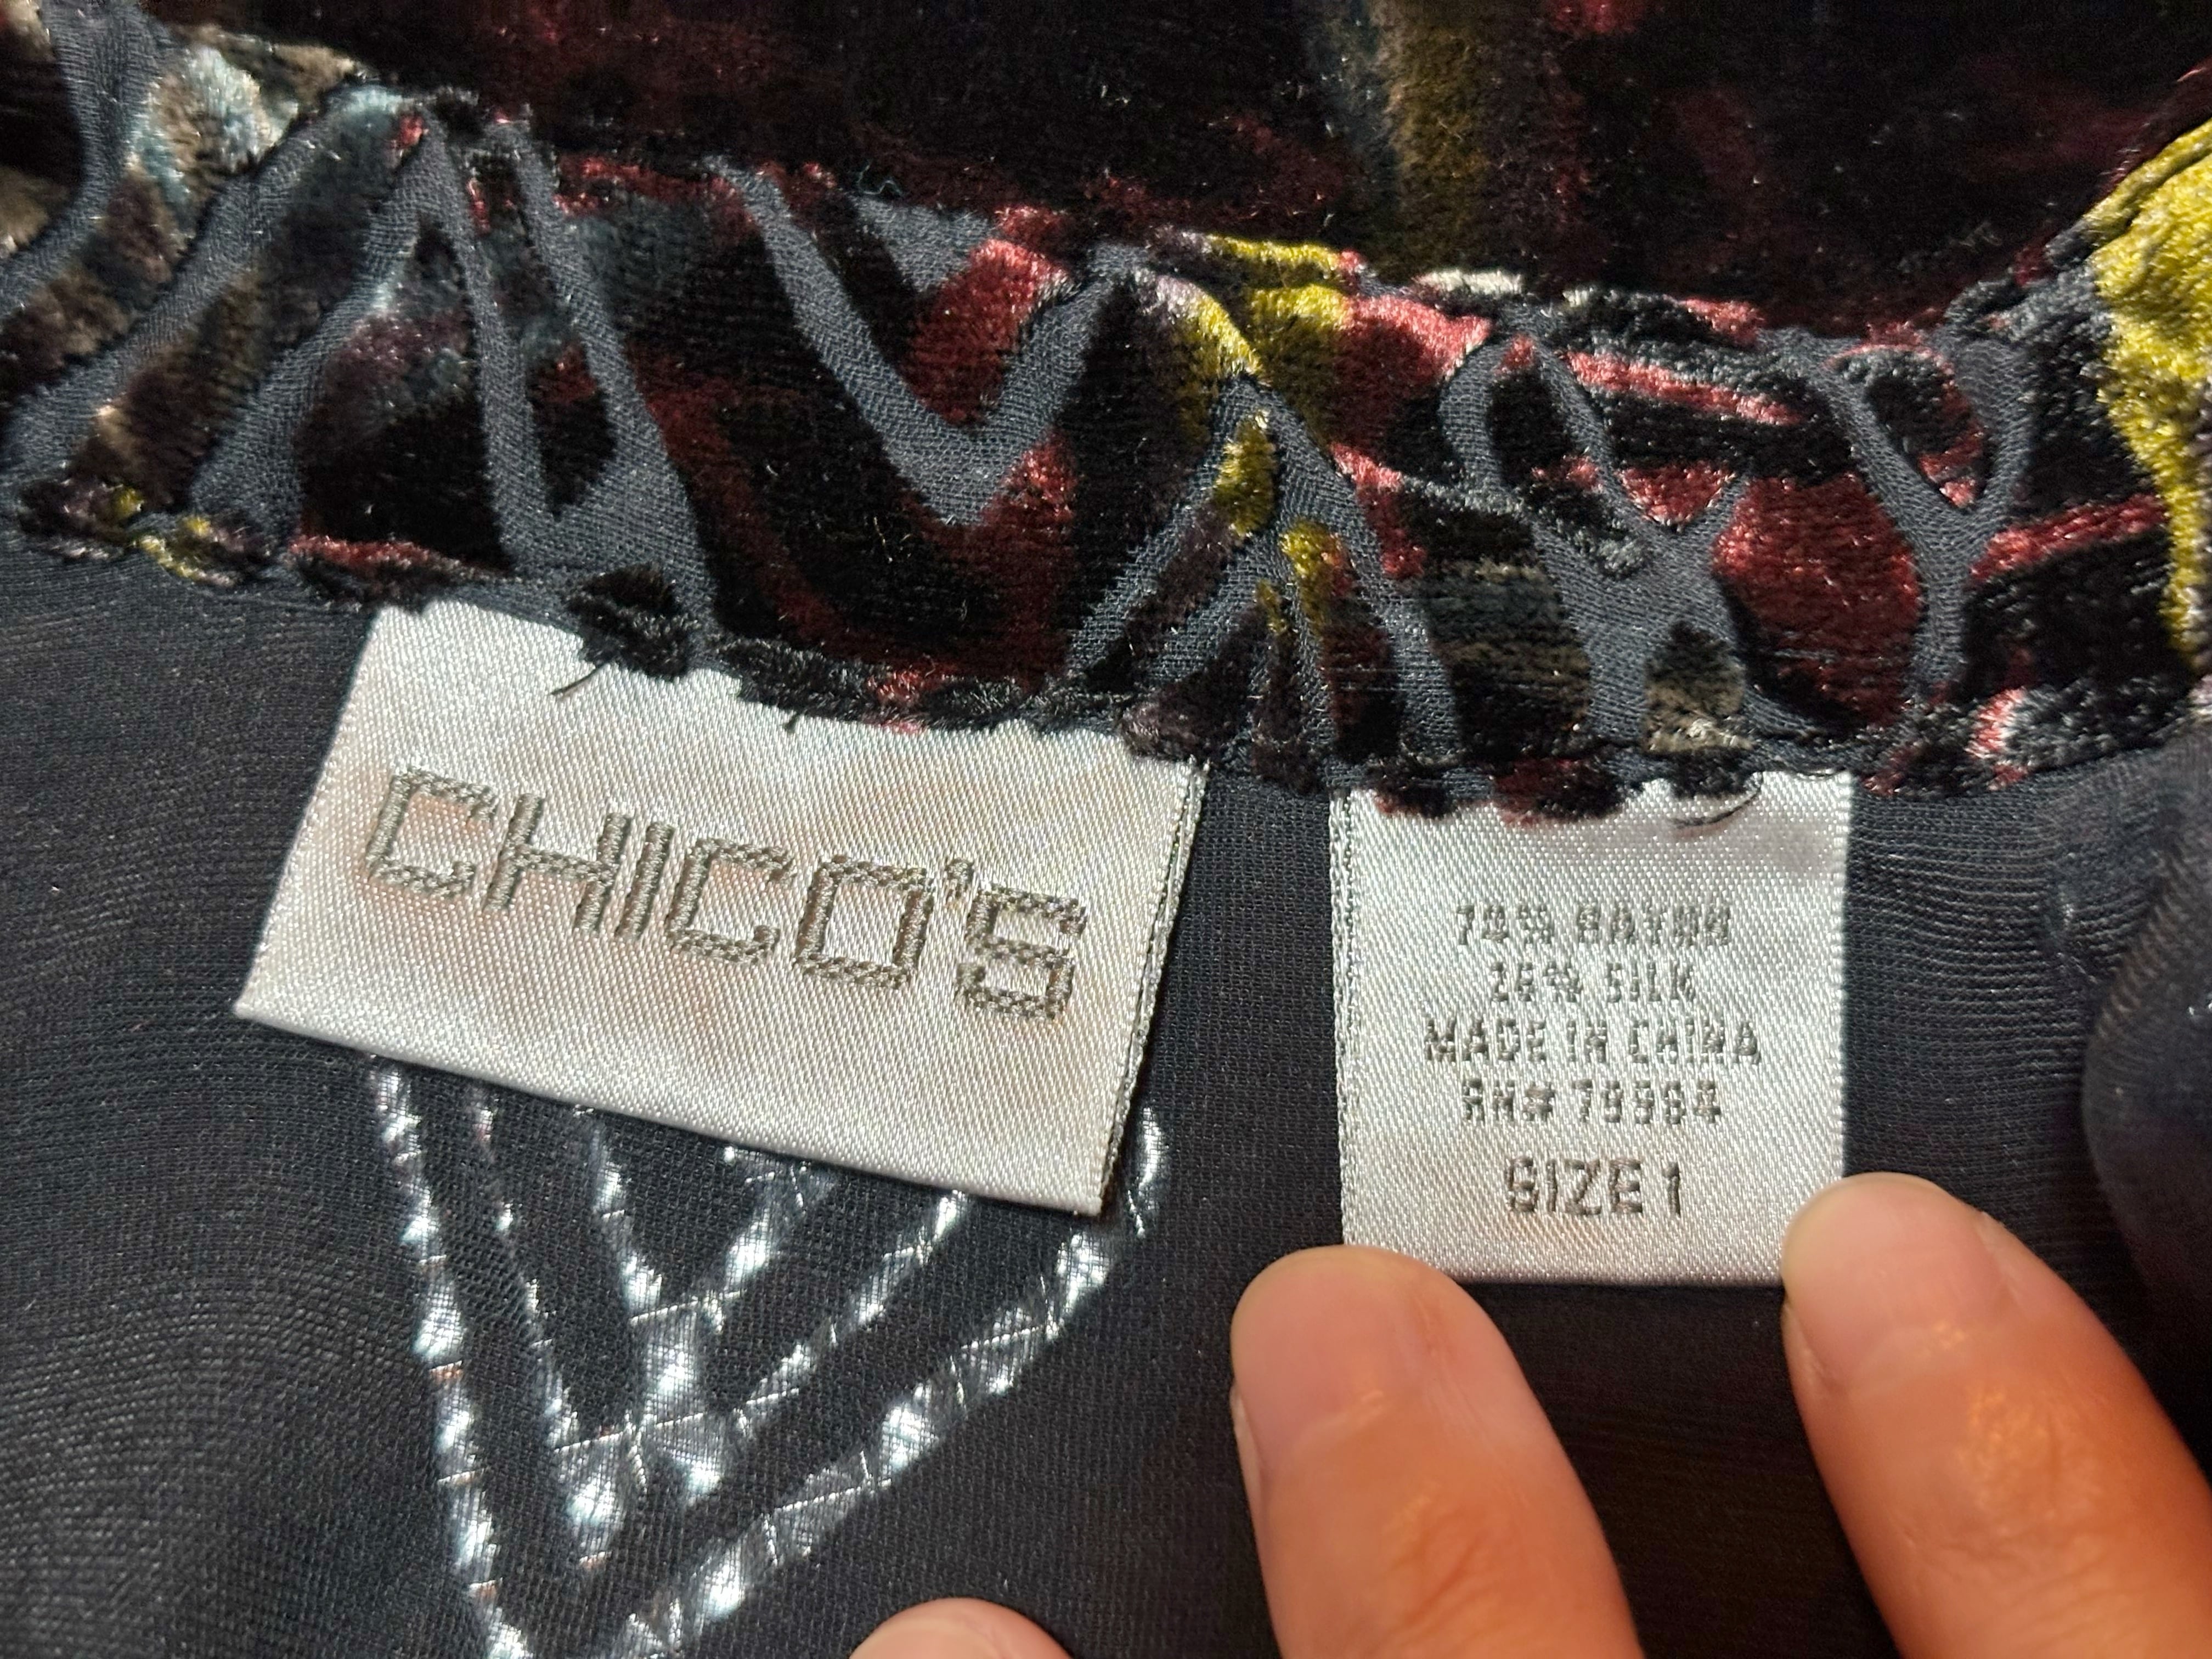 CHICO'S
74% RAYON
26% SILK
MADE IN CHINA
RN# 79984
SIZE 1